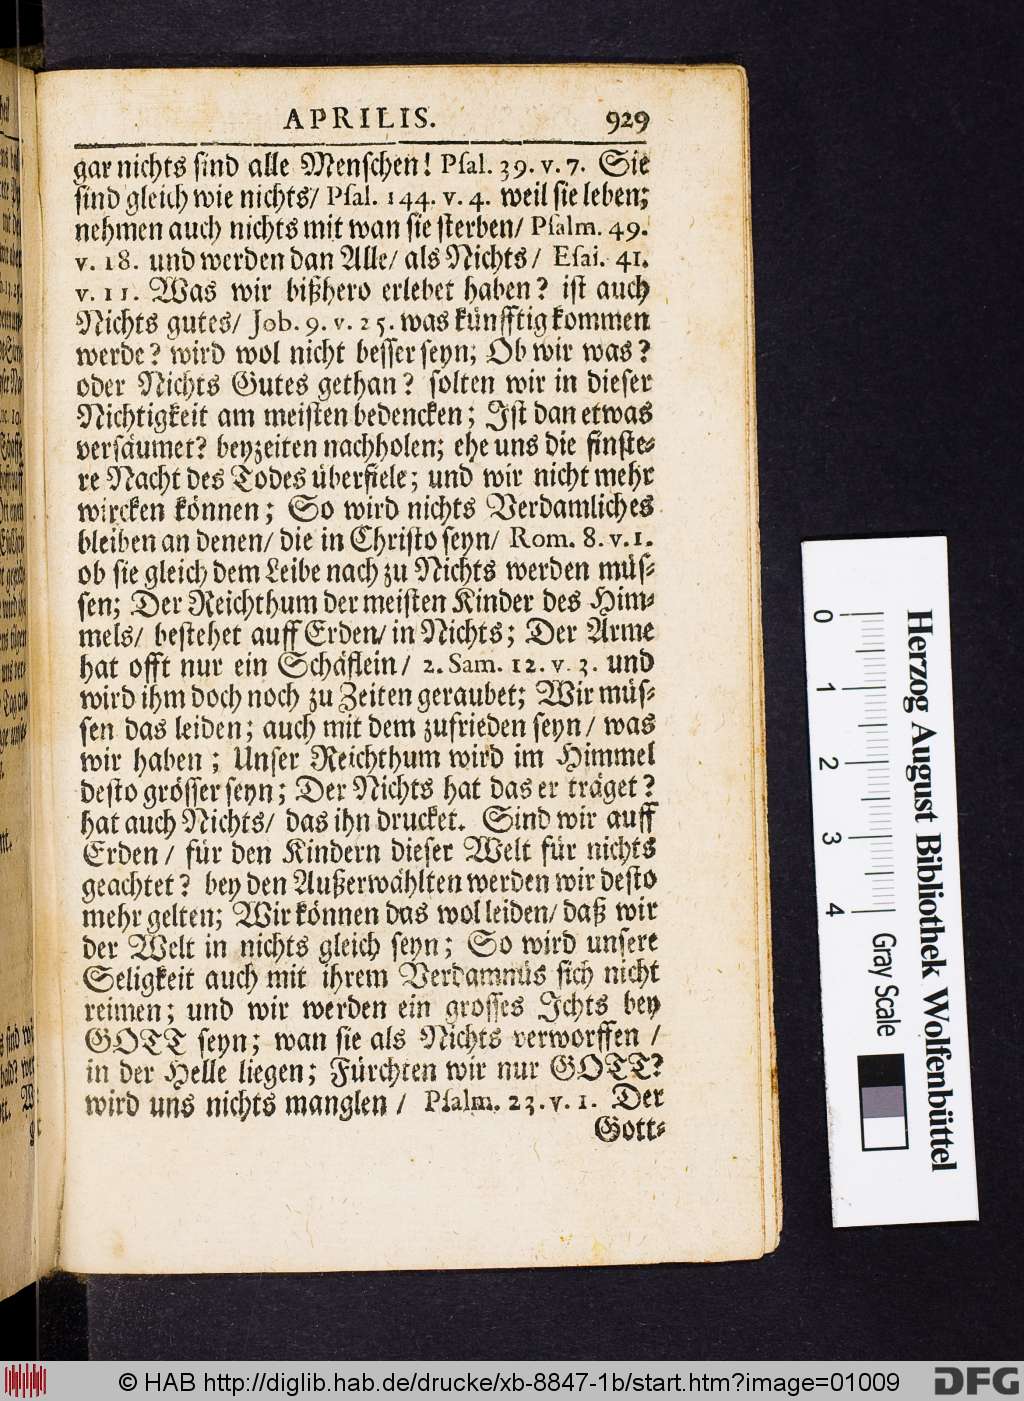 APRILIS. 929
gar nichts ſind alle Menſchen! Pſal. 39. v. 7. Sie
ſind gleich wie nichts/ Pſal. 144. v. 4. weil ſie leben;
nehmen auch nichts mit wan ſie ſterben/ Pſalm. 49.
v. 18. und werden dan Alle/ als Nichts/ Eſai. 41.
v. 11. Was wir bißhero erlebet haben? iſt auch
Nichts gutes/ Job. 9. v. 25. was künfftig kommen
werde? wird wol nicht beſſer ſeyn; Ob wir was?
oder Nichts Gutes gethan? ſolten wir in dieſer
Nichtigkeit am meiſten bedencken; Iſt dan etwas
verſäumet? beyzeiten nachholen; ehe uns die finſte-
re Nacht des Todes überfiele; und wir nicht mehr
wircken können; So wird nichts Verdamliches
bleiben an denen/ die in Chriſto ſeyn/ Rom. 8. v. 1.
ob ſie gleich dem Leibe nach zu Nichts werden müſ-
ſen; Der Reichthum der meiſten Kinder des Him-
mels/ beſtehet auff Erden/ in Nichts; Der Arme
hat offt nur ein Schäflein/ 2. Sam. 12. v. 3. und
wird ihm doch noch zu Zeiten geraubet; Wir müſ-
ſen das leiden; auch mit dem zufrieden ſeyn/ was
wir haben; Unſer Reichthum wird im Himmel
deſto gröſſer ſeyn; Der Nichts hat das er träget?
hat auch Nichts/ das ihn drucket. Sind wir auff
Erden/ für den Kindern dieſer Welt für nichts
geachtet? bey den Außerwählten werden wir deſto
mehr gelten; Wir können das wol leiden/ daß wir
der Welt in nichts gleich ſeyn; So wird unſere
Seligkeit auch mit ihrem Verdamnüs ſich nicht
reimen; und wir werden ein groſſes Ichts bey
GOTT ſeyn; wan ſie als Nichts verworffen /
in der Helle liegen; Fürchten wir nur GOTT?
wird uns nichts manglen / Pſalm. 23. v. 1. Der
Gott-
0 1 2 3 4
Gray Scale
Herzog August Bibliothek Wolfenbüttel
© HAB http://diglib.hab.de/drucke/xb-8847-1b/start.htm?image=01009
DFG